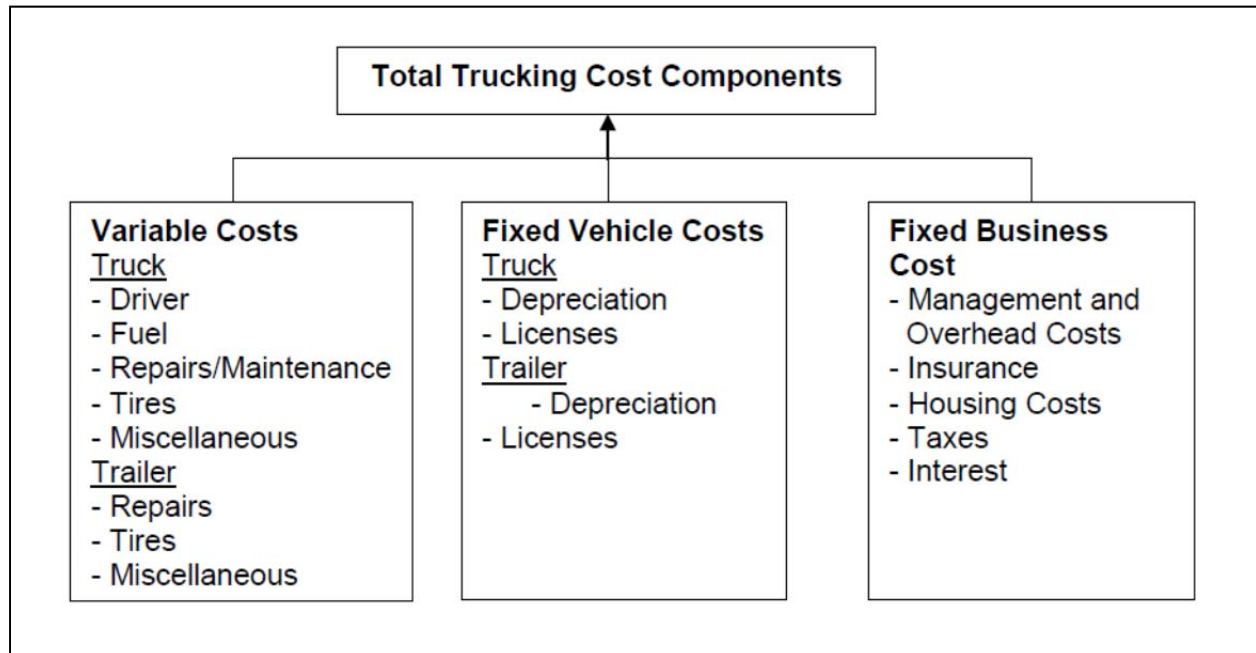 Total Trucking Cost Components
Variable Costs
Truck
- Driver
- Fuel
- Repairs/Maintenance
- Tires
- Miscellaneous
Trailer
- Repairs
- Tires
- Miscellaneous
Fixed Vehicle Costs
Truck
- Depreciation
- Licenses
Trailer
- Depreciation
- Licenses
Fixed Business
Cost
- Management and
Overhead Costs
- Insurance
- Housing Costs
- Taxes
- Interest